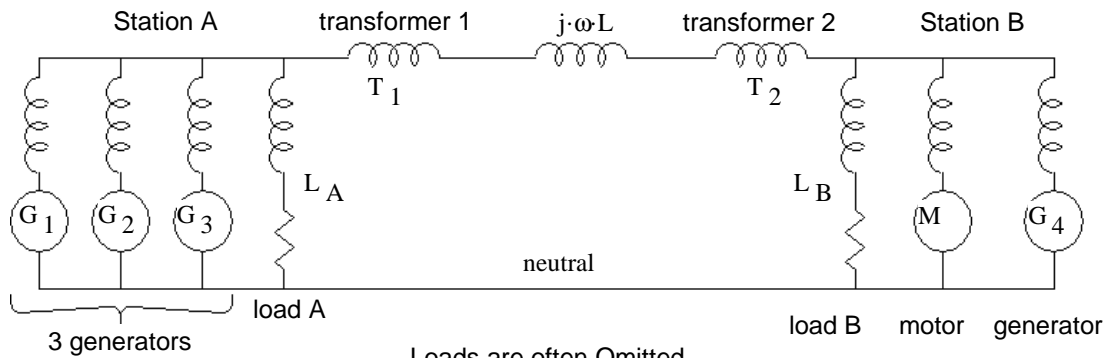 Station A
transformer 1
j·ω·L
transformer 2
Station B
T 1
T 2
L A
L B
G 1
G 2
G 3
M
G 4
neutral
load A
load B
motor
generator
3 generators
Loads are often Omitted